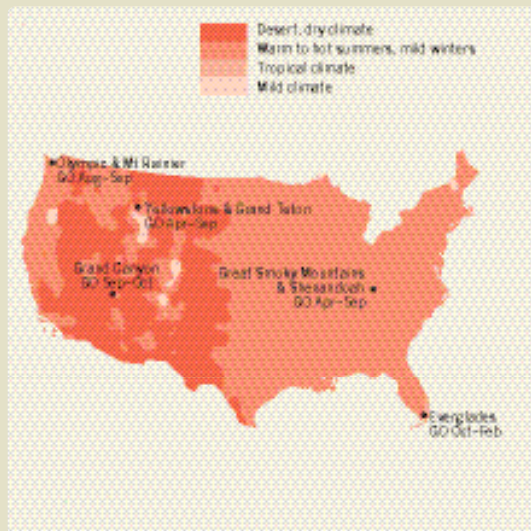 Desert, dry climate
Warm to hot summers, mild winters
Tropical climate
Mild climate
Olympic & Mt Rainier
GO Aug–Sep
Yellowstone & Grand Teton
GO Apr–Sep
Grand Canyon
GO Sep–Oct
Great Smoky Mountains
& Shenandoah
GO Apr–Sep
Everglades
GO Oct–Feb